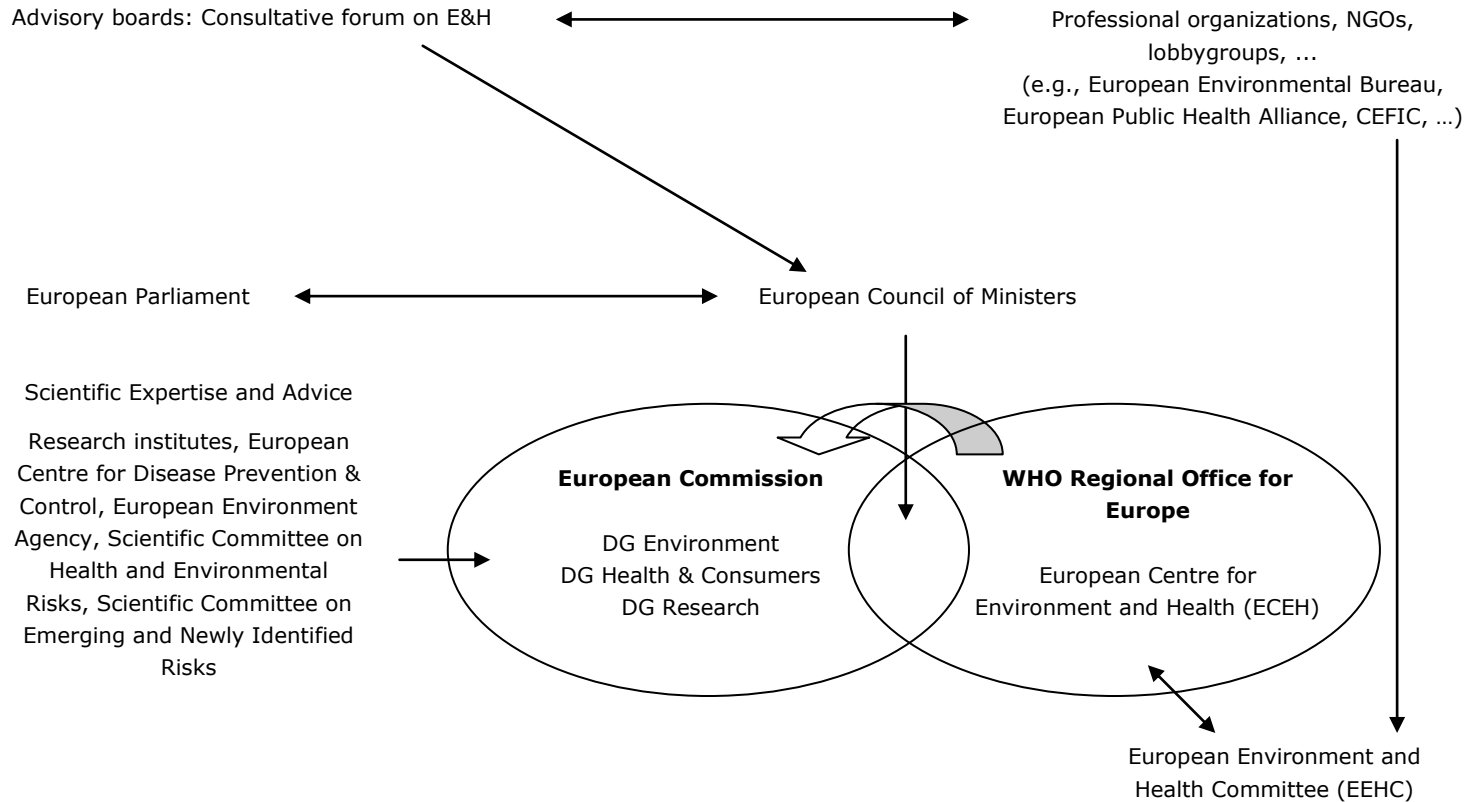 Advisory boards: Consultative forum on E&H
Professional organizations, NGOs,
lobbygroups, ...
(e.g., European Environmental Bureau,
European Public Health Alliance, CEFIC, …)
European Parliament
European Council of Ministers
Scientific Expertise and Advice
Research institutes, European
Centre for Disease Prevention &
Control, European Environment
Agency, Scientific Committee on
Health and Environmental
Risks, Scientific Committee on
Emerging and Newly Identified
Risks
European Commission
DG Environment
DG Health & Consumers
DG Research
WHO Regional Office for
Europe
European Centre for
Environment and Health (ECEH)
European Environment and
Health Committee (EEHC)